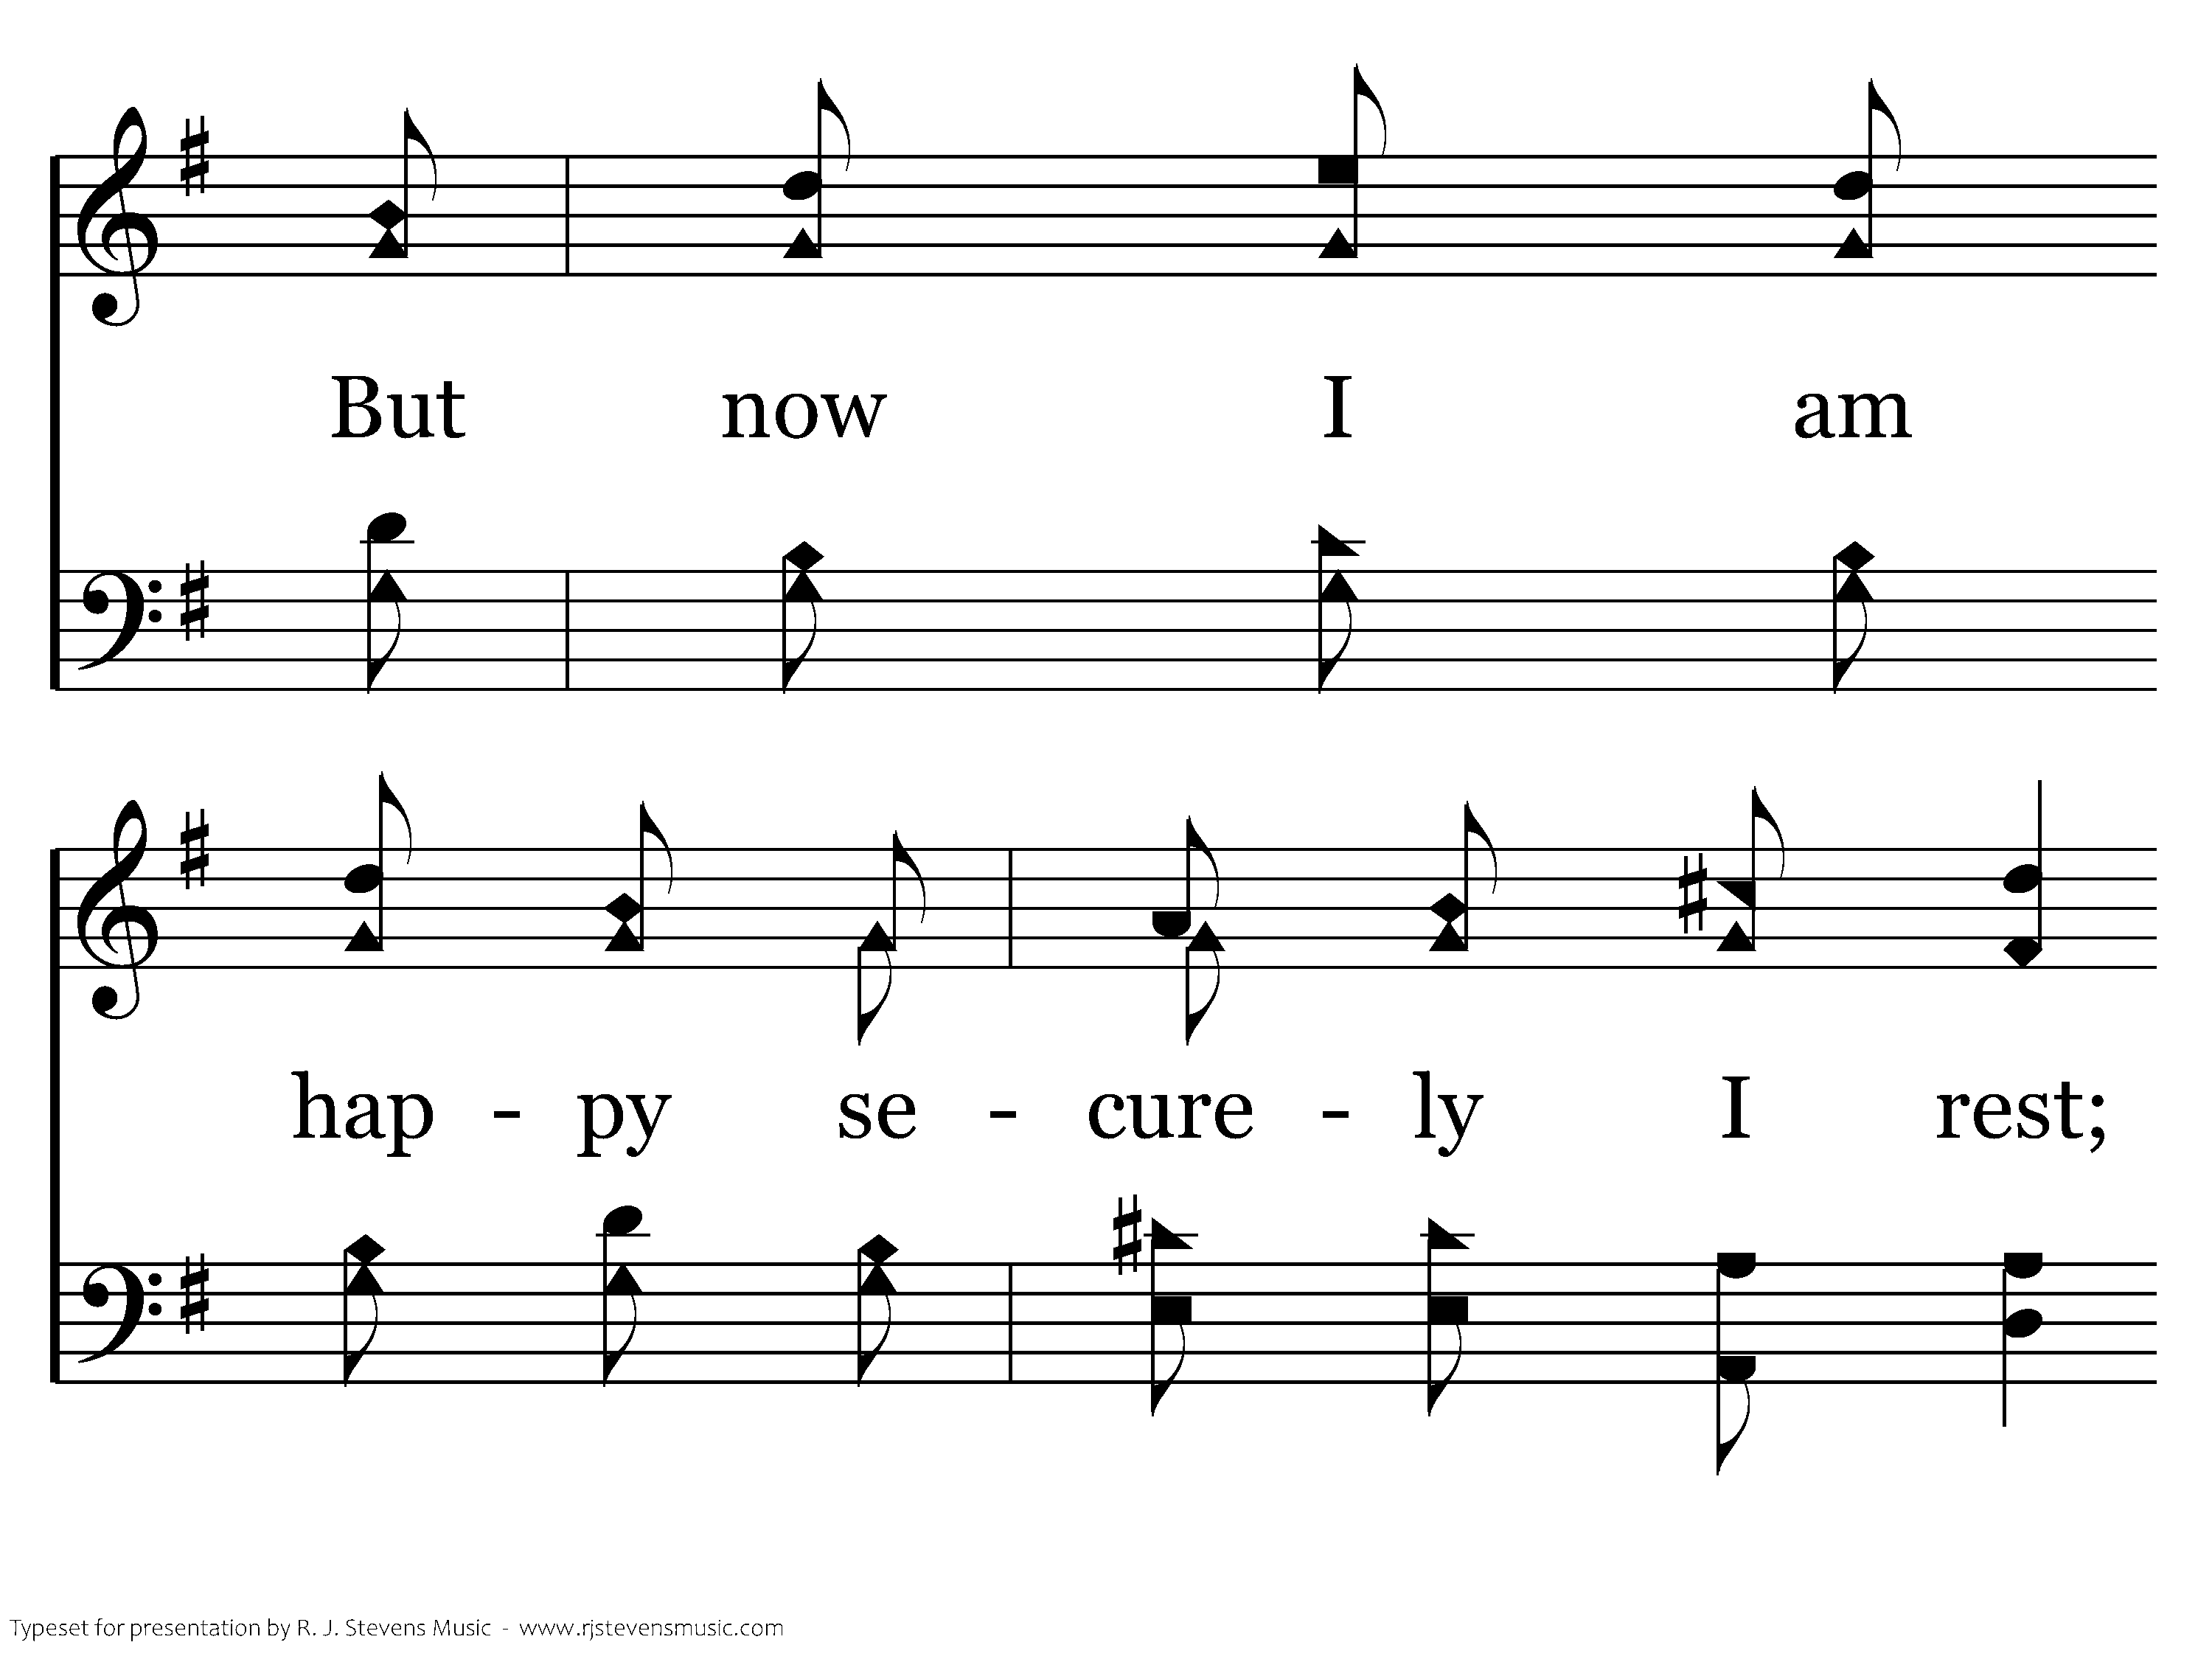 But now I am
hap - py se - cure - ly I rest;
Typeset for presentation by R. J. Stevens Music - www.rjstevensmusic.com